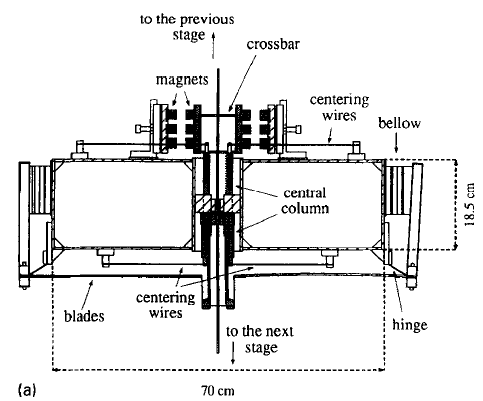 to the previous
stage
crossbar
magnets
centering
wires
bellow
central
column
18.5 cm
centering
wires
blades
hinge
to the next
stage
(a)
70 cm